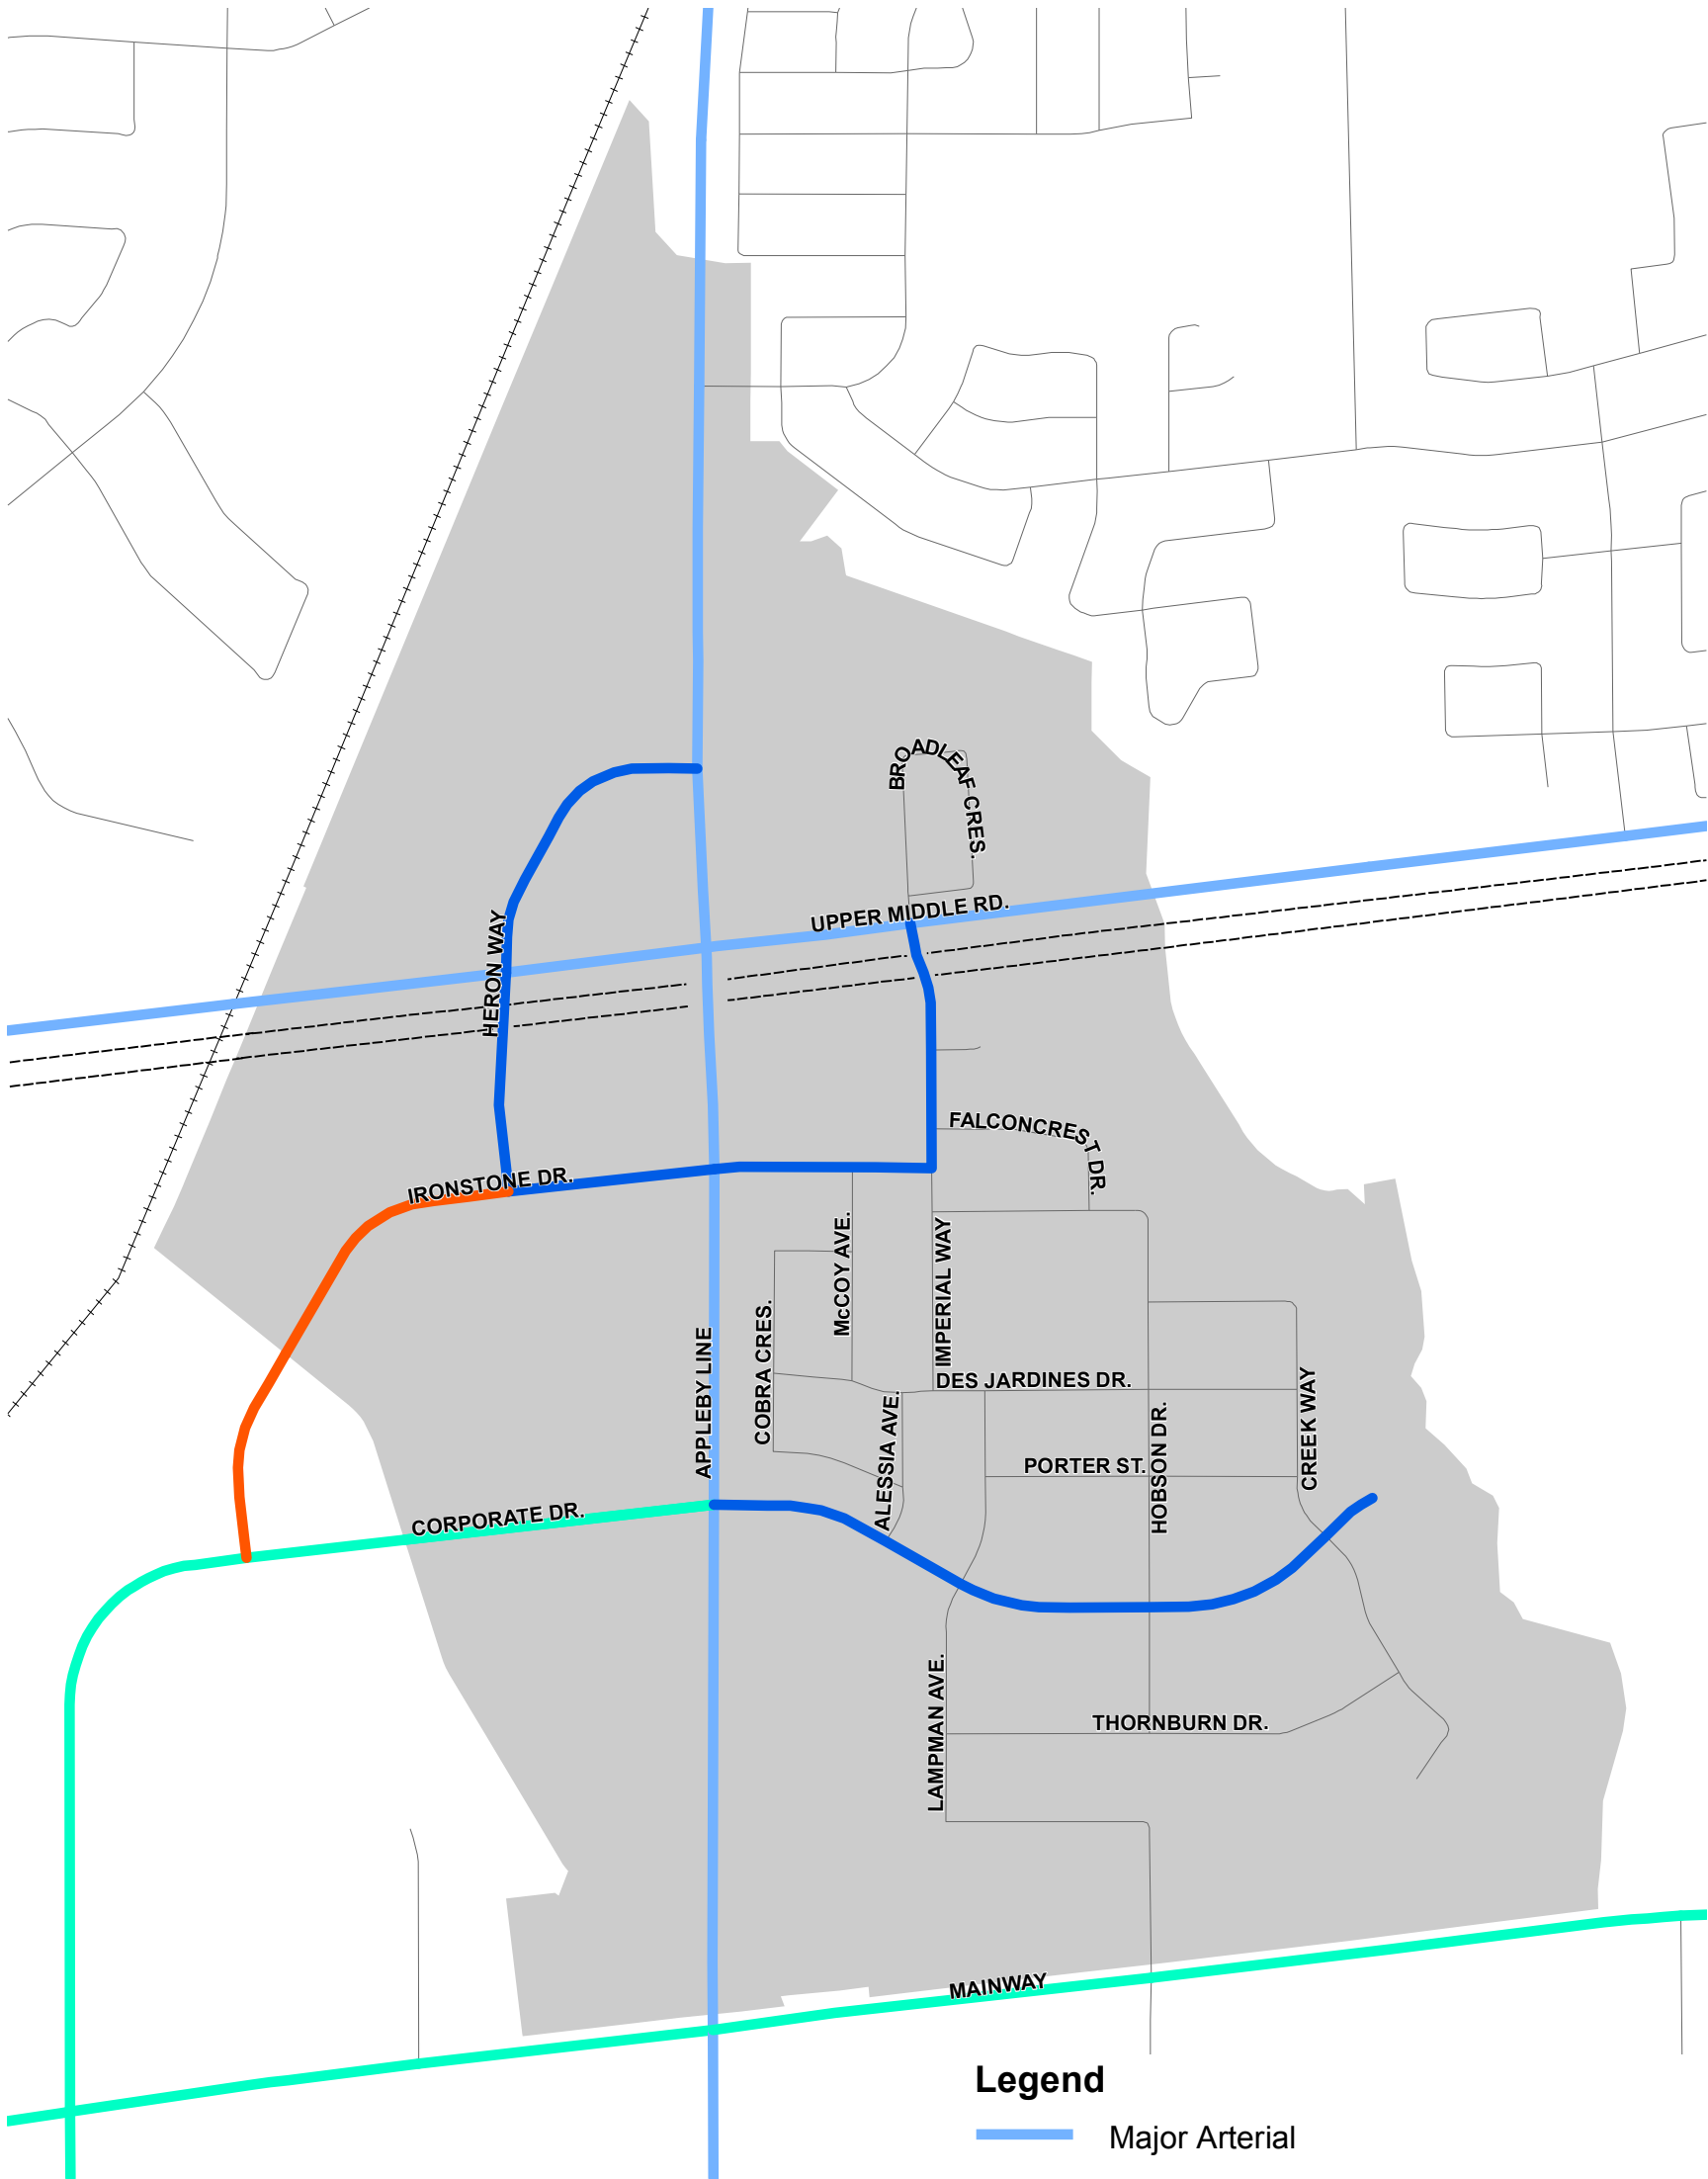 BROADLEAF CRES.
UPPER MIDDLE RD.
HERON WAY
FALCONCREST DR.
IRONSTONE DR.
McCOY AVE.
IMPERIAL WAY
COBRA CRES.
APPLEBY LINE
DES JARDINES DR.
CREEK WAY
ALESSIA AVE.
HOBSON DR.
PORTER ST.
CORPORATE DR.
LAMPMAN AVE.
THORNBURN DR.
MAINWAY
Legend
Major Arterial